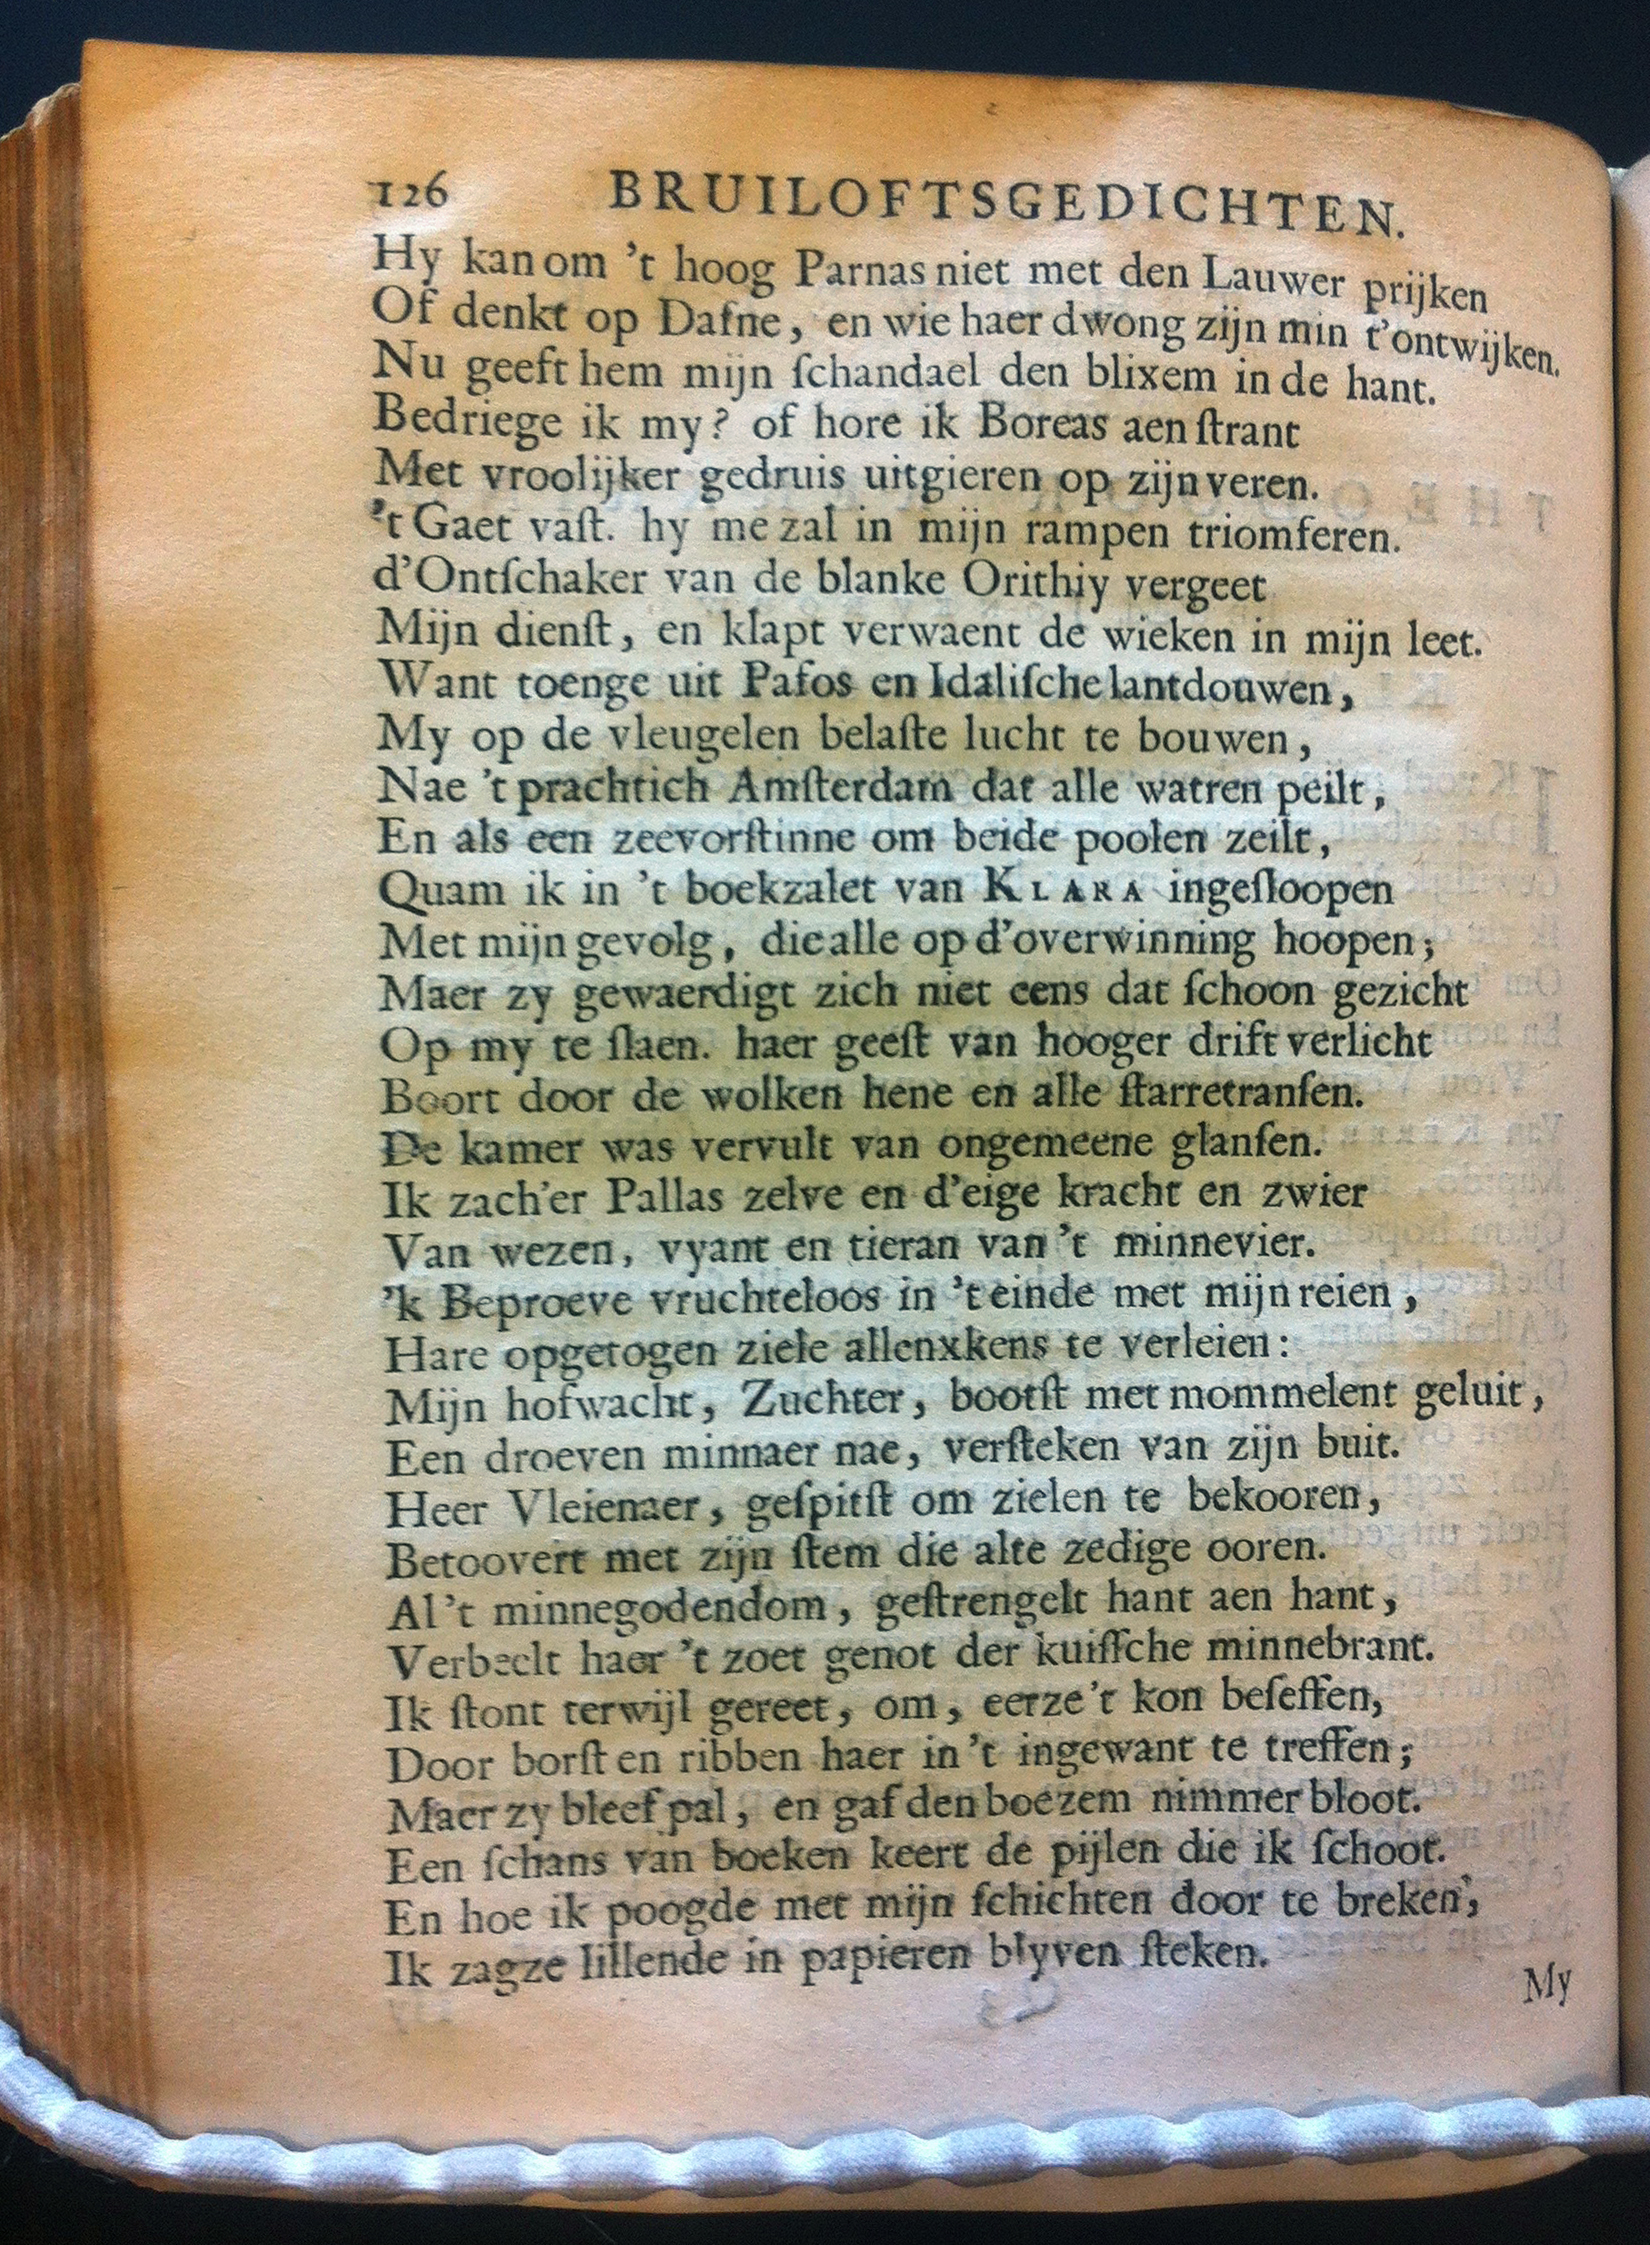 126 BRUILOFTSGEDICHTEN.
Hy kan om 't hoog Parnas niet met den Lauwer prijken
Of denkt op Dafne, en wie haer dwong zijn min t'ontwijken.
Nu geeft hem mijn ſchandael den blixem in de hant.
Bedriege ik my? of hore ik Boreas aen ſtrant
Met vroolijker gedruis uitgieren op zijn veren.
't Gaet vaſt. hy me zal in mijn rampen triomferen.
d'Ontſchaker van de blanke Orithiy vergeet
Mijn dienſt, en klapt verwaent de wieken in mijn leet.
Want toenge uit Pafos en Idaliſche lantdouwen,
My op de vleugelen belaſte lucht te bouwen,
Nae 't prachtich Amſterdam dat alle watren peilt,
En als een zeevorſtinne om beide poolen zeilt,
Quam ik in 't boekzalet van KLARA ingeſloopen
Met mijn gevolg, die alle op d'overwinning hoopen;
Maer zy gewaerdigt zich niet eens dat ſchoon gezicht
Op my te ſlaen. haer geeſt van hooger drift verlicht
Boort door de wolken hene en alle ſtarretranſen.
De kamer was vervult van ongemeene glanſen.
Ik zach'er Pallas zelve en d'eige kracht en zwier
Van wezen, vyant en tieran van 't minnevier.
'k Beproeve vruchteloos in 't einde met mijn reien,
Hare opgetogen ziele allenxkens te verleien:
Mijn hofwacht, Zuchter, bootſt met mommelent geluit,
Een droeven minnaer nae, verſteken van zijn buit.
Heer Vleienaer, geſpitſt om zielen te bekooren,
Betoovert met zijn ſtem die alte zedige ooren.
Al 't minnegodendom, geſtrengelt hant aen hant,
Verbeelt haer 't zoet genot der kuiſſche minnebrant.
Ik ſtont terwijl gereet, om, eerze 't kon beſeffen,
Door borſt en ribben haer in 't ingewant te treffen;
Maer zy bleef pal, en gaf den boezem nimmer bloot.
Een ſchans van boeken keert de pijlen die ik ſchoot.
En hoe ik poogde met mijn ſchichten door te breken,
Ik zagze lillende in papieren blyven ſteken.
My